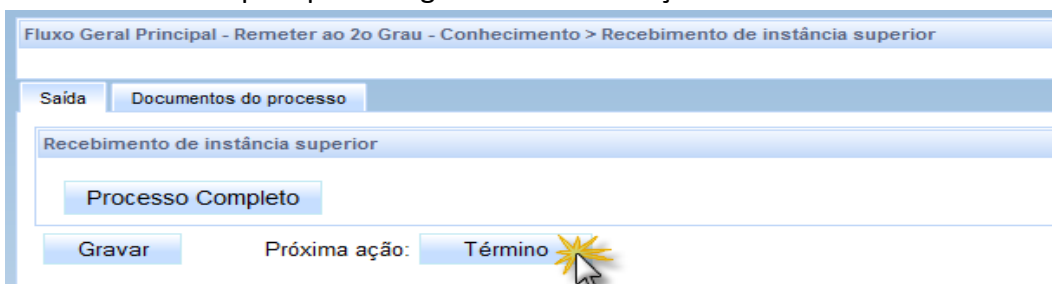 Fluxo Geral Principal - Remeter ao 2o Grau - Conhecimento > Recebimento de instância superior
Saída Documentos do processo
Recebimento de instância superior
Processo Completo
Gravar Próxima ação: Término